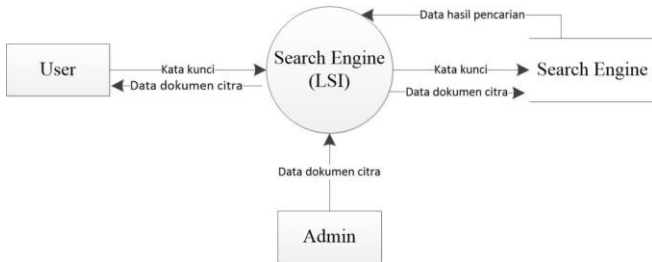 Data hasil pencarian
User
Kata kunci
Data dokumen citra
Search Engine
(LSI)
Kata kunci
Data dokumen citra
Search Engine
Data dokumen citra
Admin